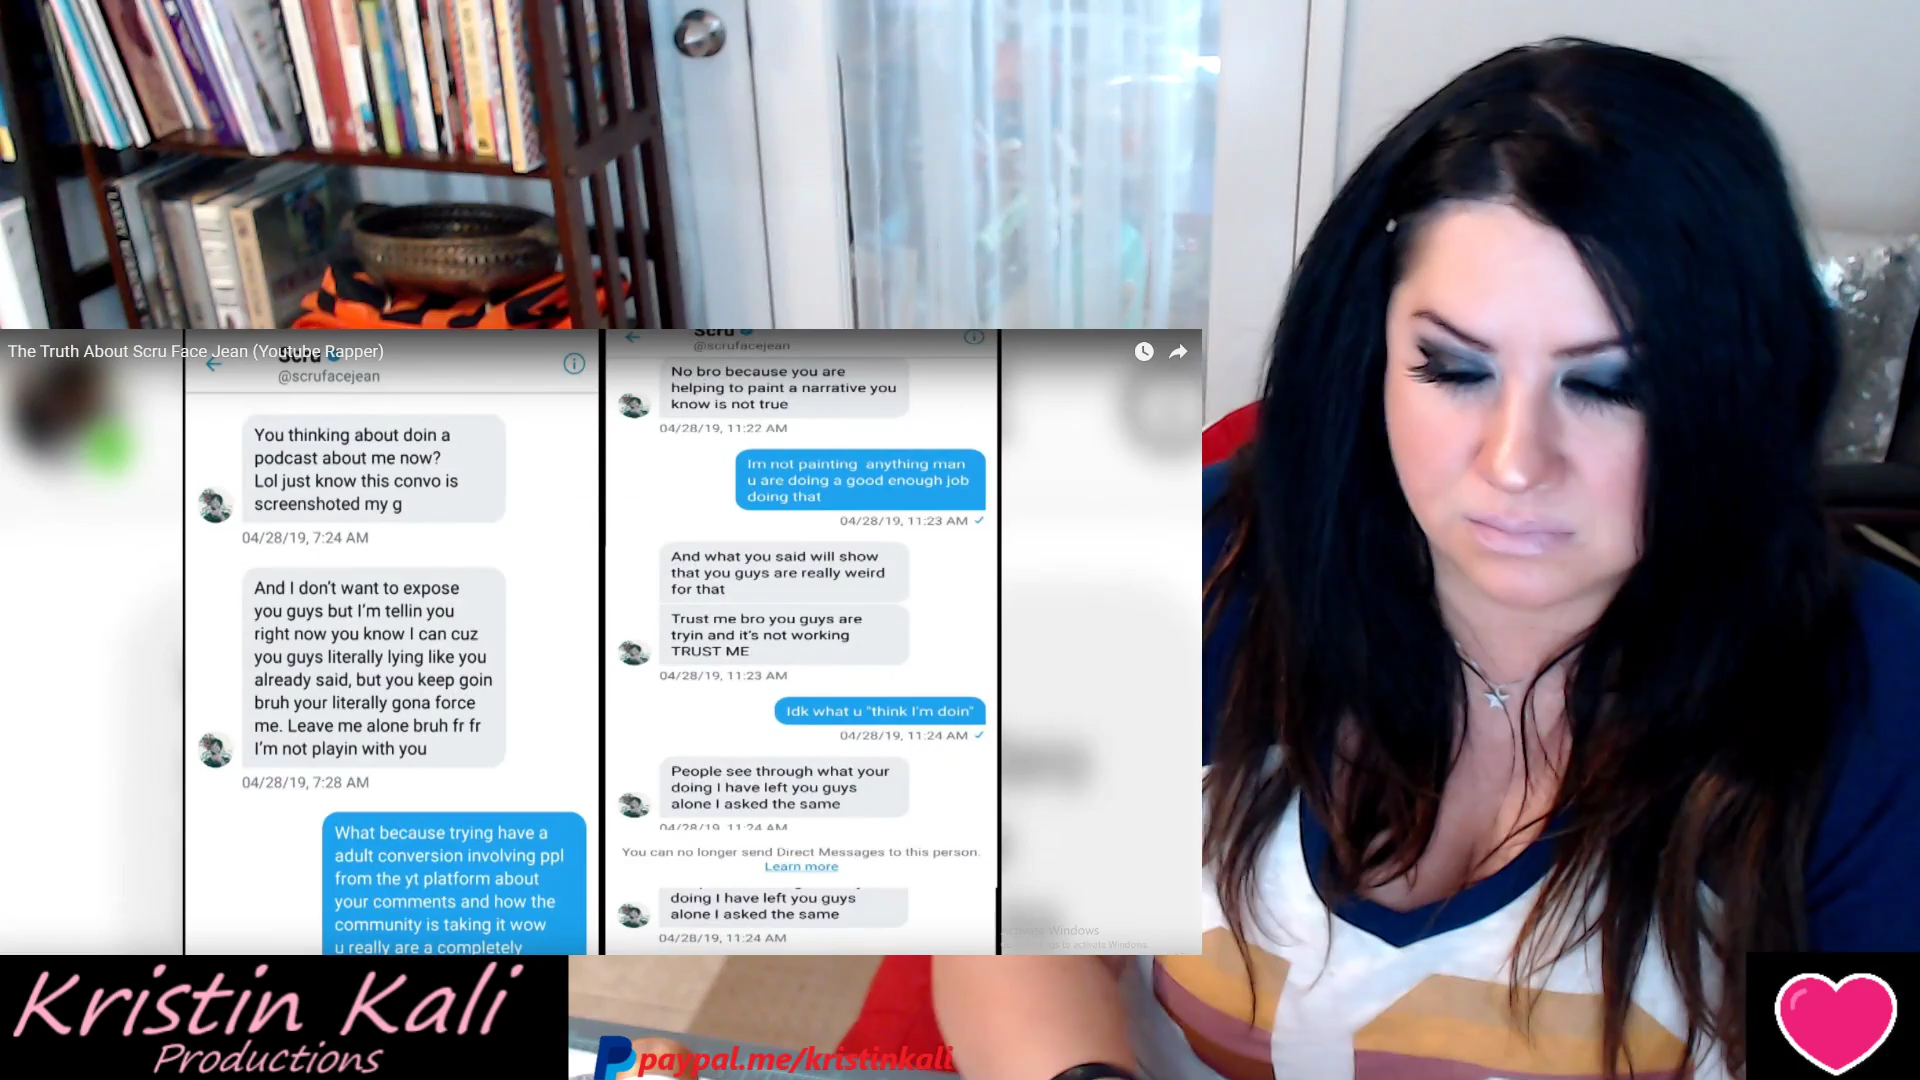 The Truth About Scru Face Jean (Youtube Rapper)
@scrufacejean
You thinking about doin a
podcast about me now?
Lol just know this convo is
screenshoted my g
04/28/19, 7:24 AM
And I don't want to expose
you guys but I'm tellin you
right now you know I can cuz
you guys literally lying like you
already said, but you keep goin
bruh your literally gona force
me. Leave me alone bruh fr fr
I'm not playin with you
04/28/19, 7:28 AM
What because trying have a
adult conversion involving ppl
from the yt platform about
your comments and how the
community is taking it wow
u really are a completely
Scru
@scrufacejean
No bro because you are
helping to paint a narrative you
know is not true
04/28/19, 11:22 AM
Im not painting anything man
u are doing a good enough job
doing that
04/28/19, 11:23 AM
And what you said will show
that you guys are really weird
for that
Trust me bro you guys are
tryin and it's not working
TRUST ME
04/28/19, 11:23 AM
Idk what u "think I'm doin"
04/28/19, 11:24 AM
People see through what your
doing I have left you guys
alone I asked the same
04/28/19, 11:24 AM
You can no longer send Direct Messages to this person.
Learn more
doing I have left you guys
alone I asked the same
04/28/19, 11:24 AM
Activate Windows
to activate Windows.
Kristin Kali
Productions
paypal.me/kristinkali